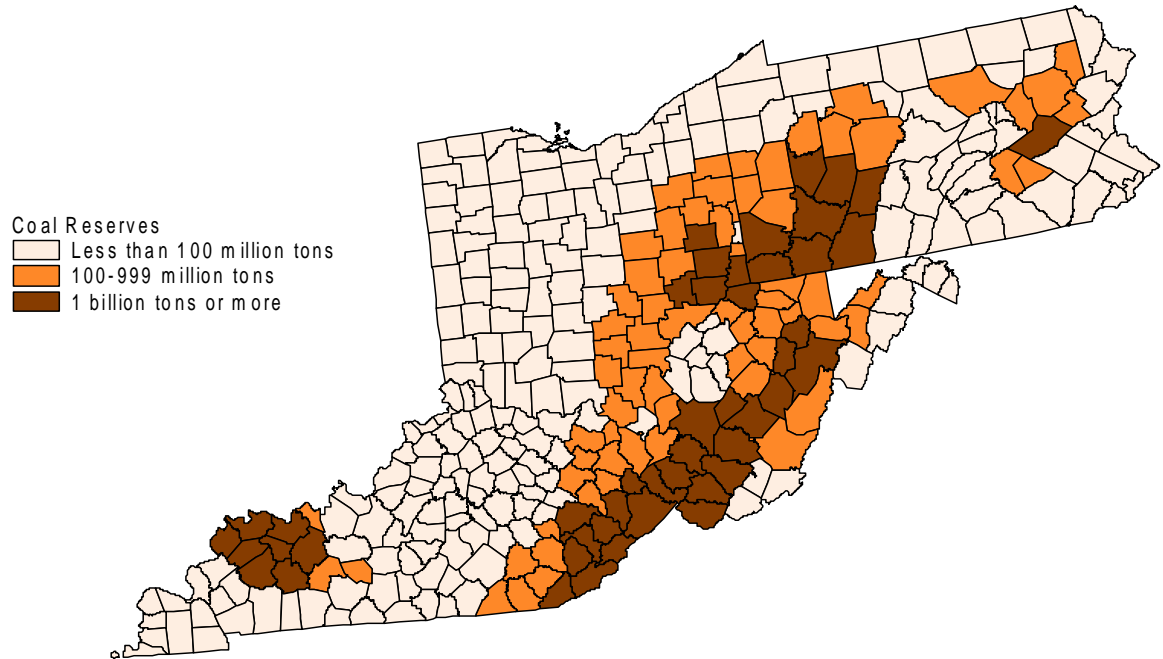 Coal Reserves
Less than 100 million tons
100-999 million tons
1 billion tons or more